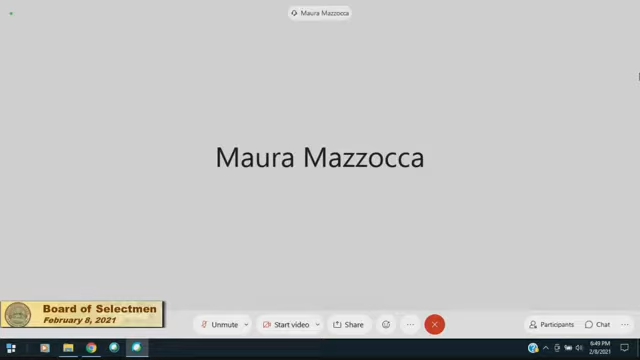 Maura Mazzocca
Maura Mazzocca
Board of Selectmen
February 8, 2021
Unmute
Start video
Share
Participants
Chat
6:49 PM
2/8/2021